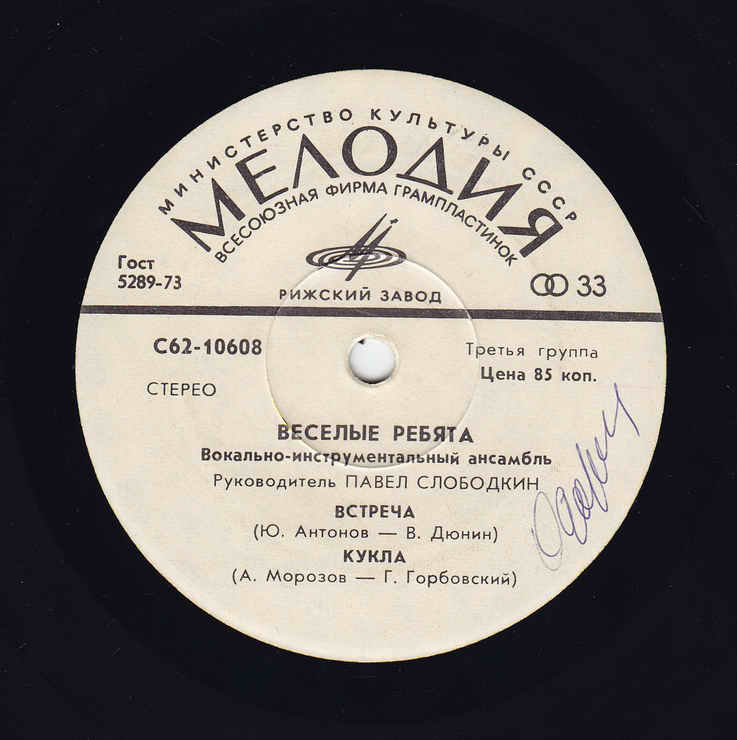 МИНИСТЕРСТВО КУЛЬТУРЫ СССР
МЕЛОДИЯ
ВСЕСОЮЗНАЯ ФИРМА ГРАМПЛАСТИНОК
Гост
5289-73
33
РИЖСКИЙ ЗАВОД
С62-10608
Третья группа
Цена 85 коп.
СТЕРЕО
ВЕСЕЛЫЕ РЕБЯТА
Вокально-инструментальный ансамбль
Руководитель ПАВЕЛ СЛОБОДКИН
ВСТРЕЧА
(Ю. Антонов — В. Дюнин)
КУКЛА
(А. Морозов — Г. Горбовский)